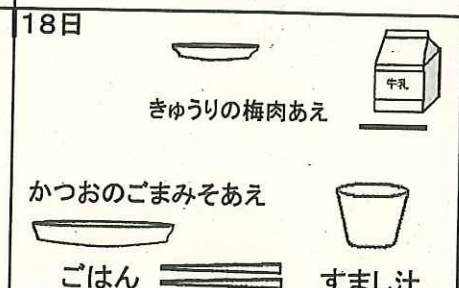 18日
牛乳
きゅうりの梅肉あえ
かつおのごまみそあえ
ごはん
すまし汁